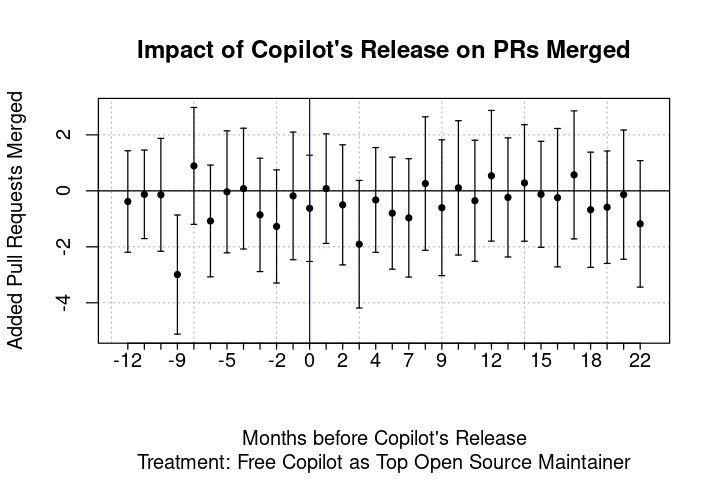 Impact of Copilot's Release on PRs Merged
Added Pull Requests Merged
2
0
-2
-4
-12 -9 -5 -2 0 2 4 7 9 12 15 18 22
Months before Copilot's Release
Treatment: Free Copilot as Top Open Source Maintainer